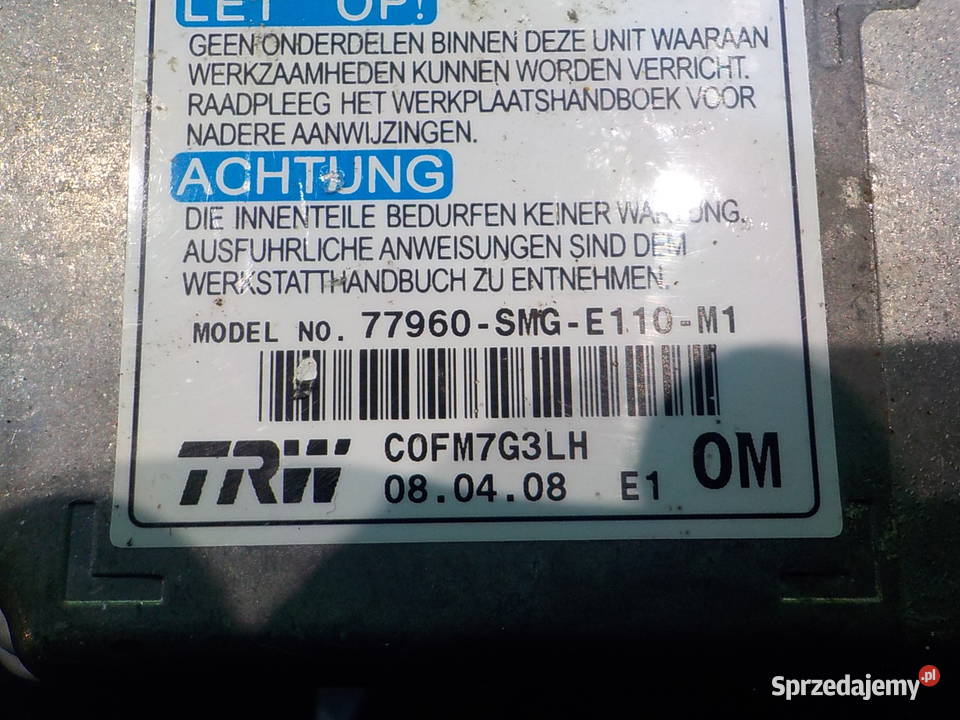 LET OP!
GEEN ONDERDELEN BINNEN DEZE UNIT WAARAAN
WERKZAAMHEDEN KUNNEN WORDEN VERRICHT.
RAADPLEEG HET WERKPLAATSHANDBOEK VOOR
NADERE AANWIJZINGEN.
ACHTUNG
DIE INNENTEILE BEDURFEN KEINER WARTUNG,
AUSFUHRLICHE ANWEISUNGEN SIND DEM
WERKSTATTHANDBUCH ZU ENTNEHMEN.
MODEL NO. 77960-SMG-E110-M1
TRW COFM7G3LH 0M
08.04.08 E1
Sprzedajemy.pl